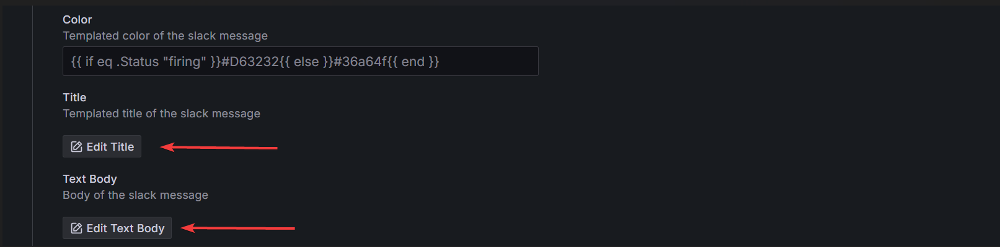 Color
Templated color of the slack message
{{ if eq .Status "firing" }}#D63232{{ else }}#36a64f{{ end }}
Title
Templated title of the slack message
Edit Title
Text Body
Body of the slack message
Edit Text Body